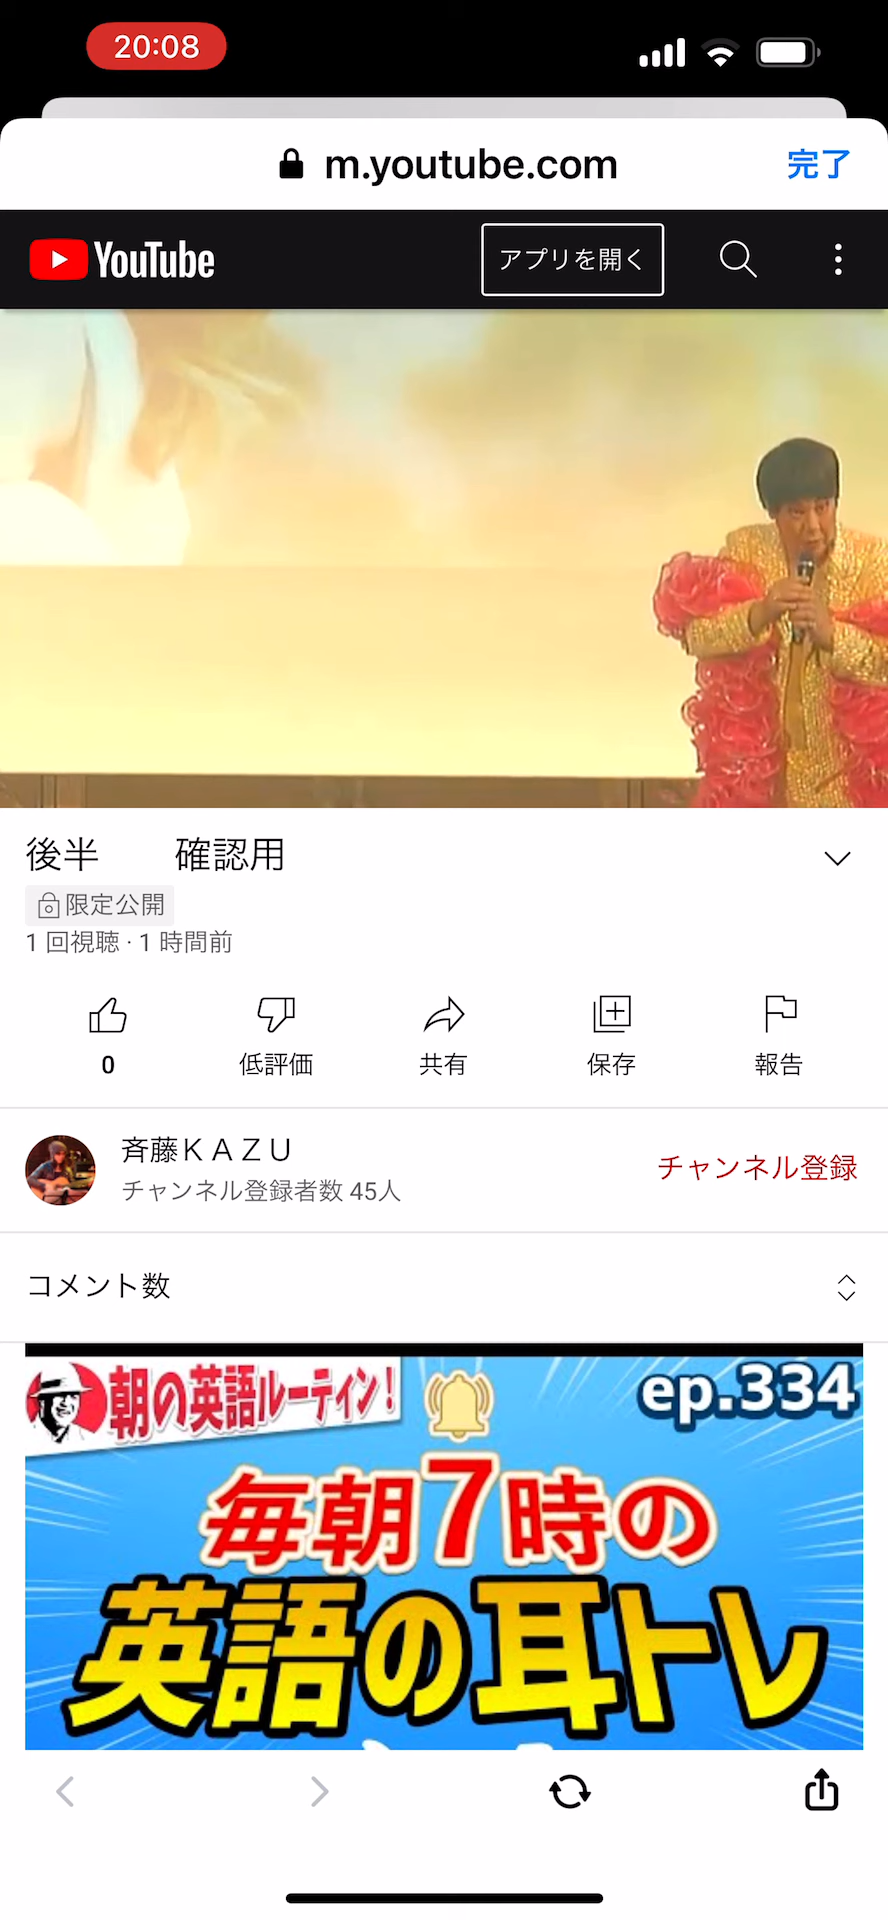 20:08
m.youtube.com
完了
YouTube
アプリを開く
後半　　確認用
限定公開
1 回視聴 · 1 時間前
0
低評価
共有
保存
報告
斉藤ＫＡＺＵ
チャンネル登録者数 45人
チャンネル登録
コメント数
朝の英語ルーティン！
ep.334
毎朝7時の
英語の耳トレ